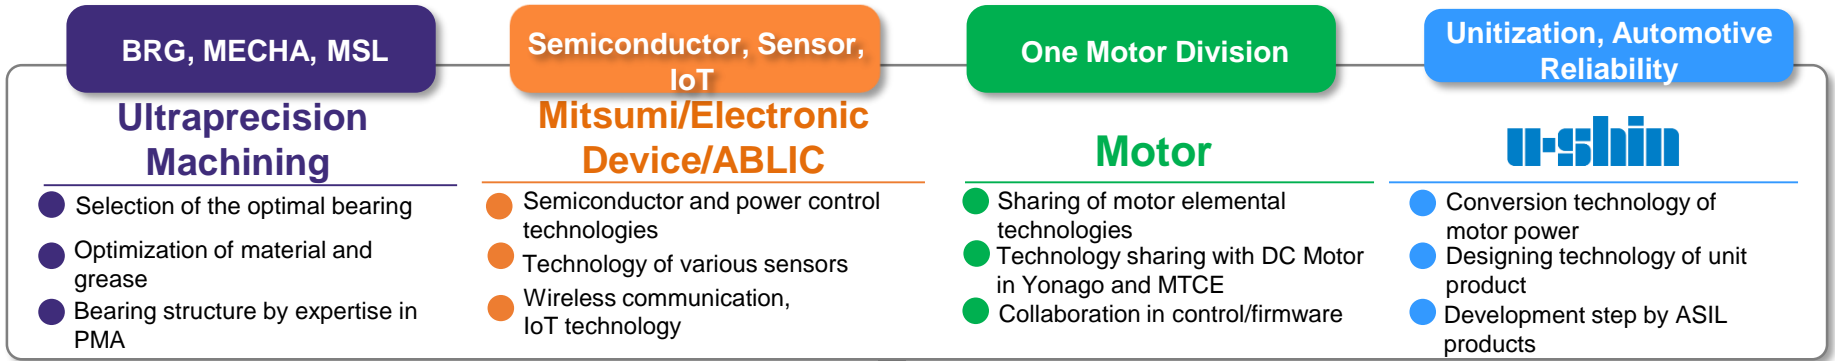 BRG, MECHA, MSL
Ultraprecision
Machining
Selection of the optimal bearing
Optimization of material and
grease
Bearing structure by expertise in
PMA
Semiconductor, Sensor,
IoT
Mitsumi/Electronic
Device/ABLIC
Semiconductor and power control
technologies
Technology of various sensors
Wireless communication,
IoT technology
One Motor Division
Motor
Sharing of motor elemental
technologies
Technology sharing with DC Motor
in Yonago and MTCE
Collaboration in control/firmware
Unitization, Automotive
Reliability
u-shin
Conversion technology of
motor power
Designing technology of unit
product
Development step by ASIL
products